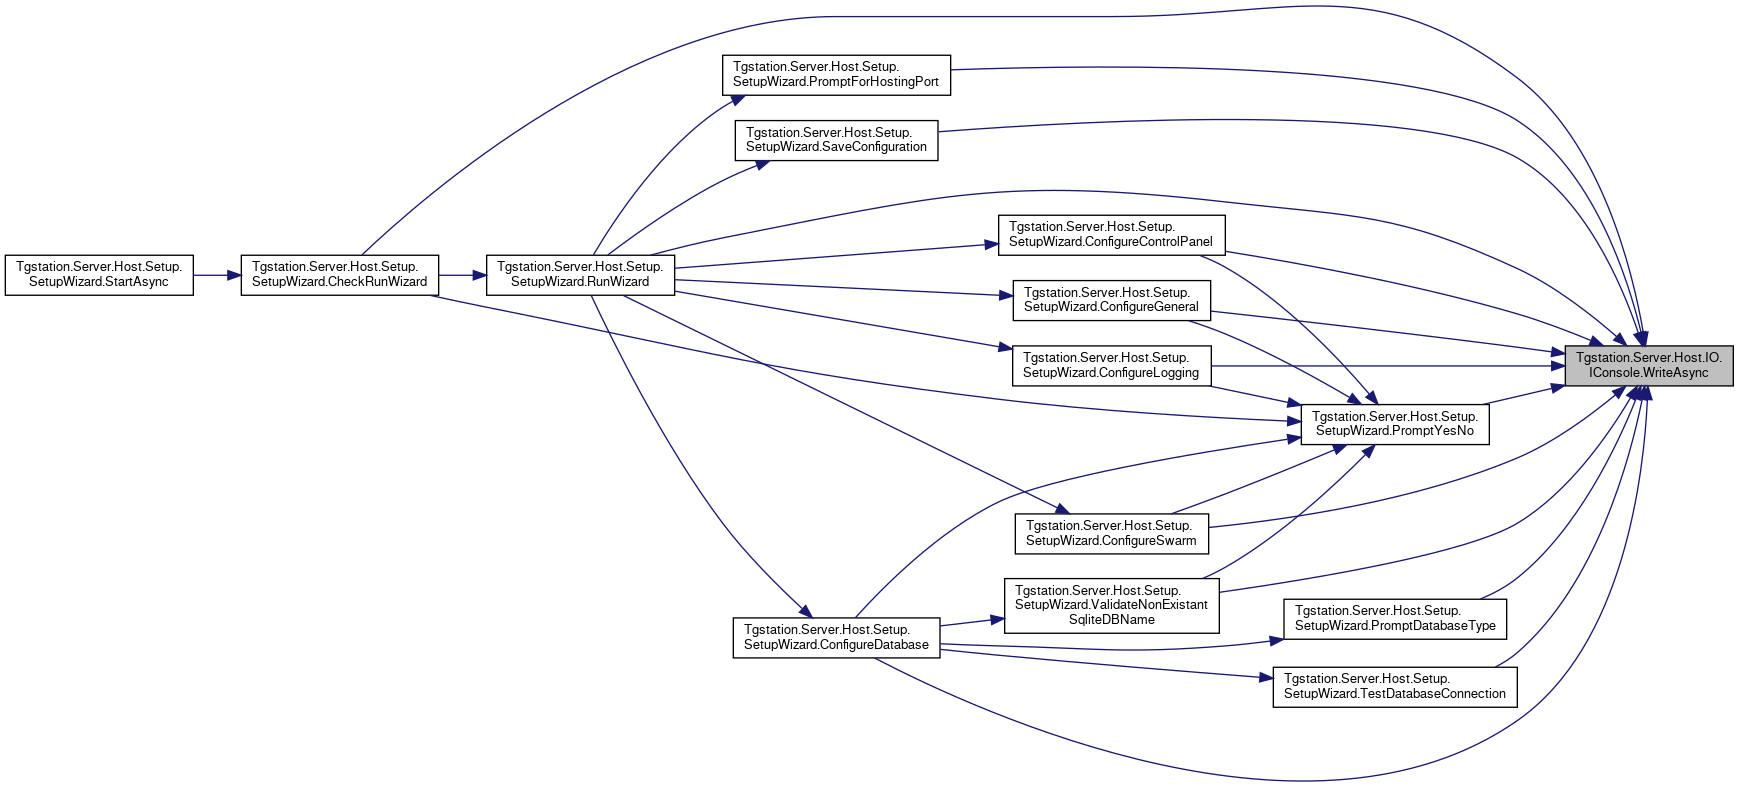 Tgstation.Server.Host.Setup.
SetupWizard.PromptForHostingPort
Tgstation.Server.Host.Setup.
SetupWizard.SaveConfiguration
Tgstation.Server.Host.Setup.
SetupWizard.ConfigureControlPanel
Tgstation.Server.Host.Setup.
SetupWizard.StartAsync
Tgstation.Server.Host.Setup.
SetupWizard.CheckRunWizard
Tgstation.Server.Host.Setup.
SetupWizard.RunWizard
Tgstation.Server.Host.Setup.
SetupWizard.ConfigureGeneral
Tgstation.Server.Host.Setup.
SetupWizard.ConfigureLogging
Tgstation.Server.Host.IO.
IConsole.WriteAsync
Tgstation.Server.Host.Setup.
SetupWizard.PromptYesNo
Tgstation.Server.Host.Setup.
SetupWizard.ConfigureSwarm
Tgstation.Server.Host.Setup.
SetupWizard.ValidateNonExistant
SqliteDBName
Tgstation.Server.Host.Setup.
SetupWizard.PromptDatabaseType
Tgstation.Server.Host.Setup.
SetupWizard.ConfigureDatabase
Tgstation.Server.Host.Setup.
SetupWizard.TestDatabaseConnection